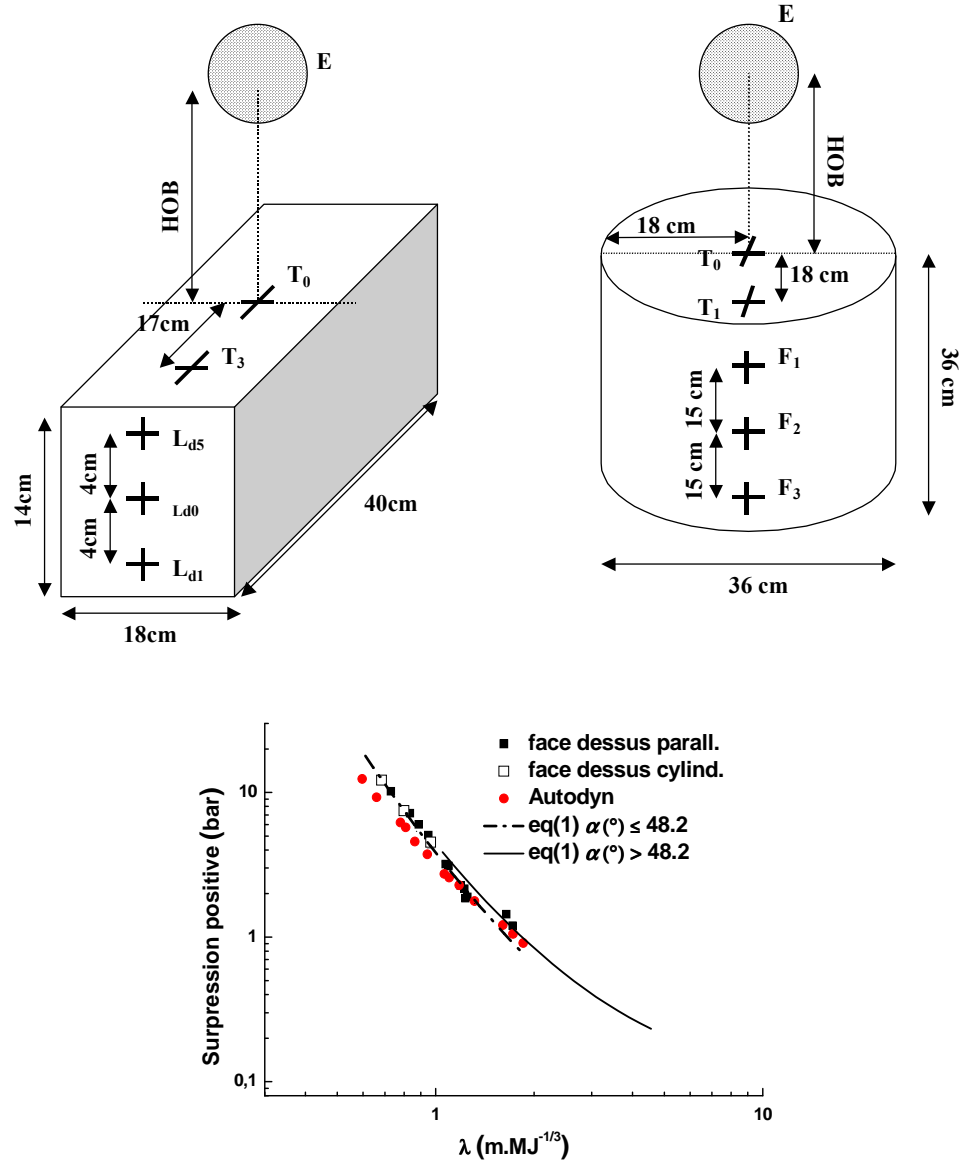 E
HOB
T0
17cm
T3
Ld5
4cm
Ld0
4cm
Ld1
14cm
40cm
18cm
E
HOB
18 cm
T0
18 cm
T1
F1
15 cm
F2
15 cm
F3
36 cm
36 cm
face dessus parall.
face dessus cylind.
Autodyn
eq(1) α(°) ≤ 48.2
eq(1) α(°) > 48.2
Surpression positive (bar)
10
1
0,1
1
10
λ (m.MJ-1/3)